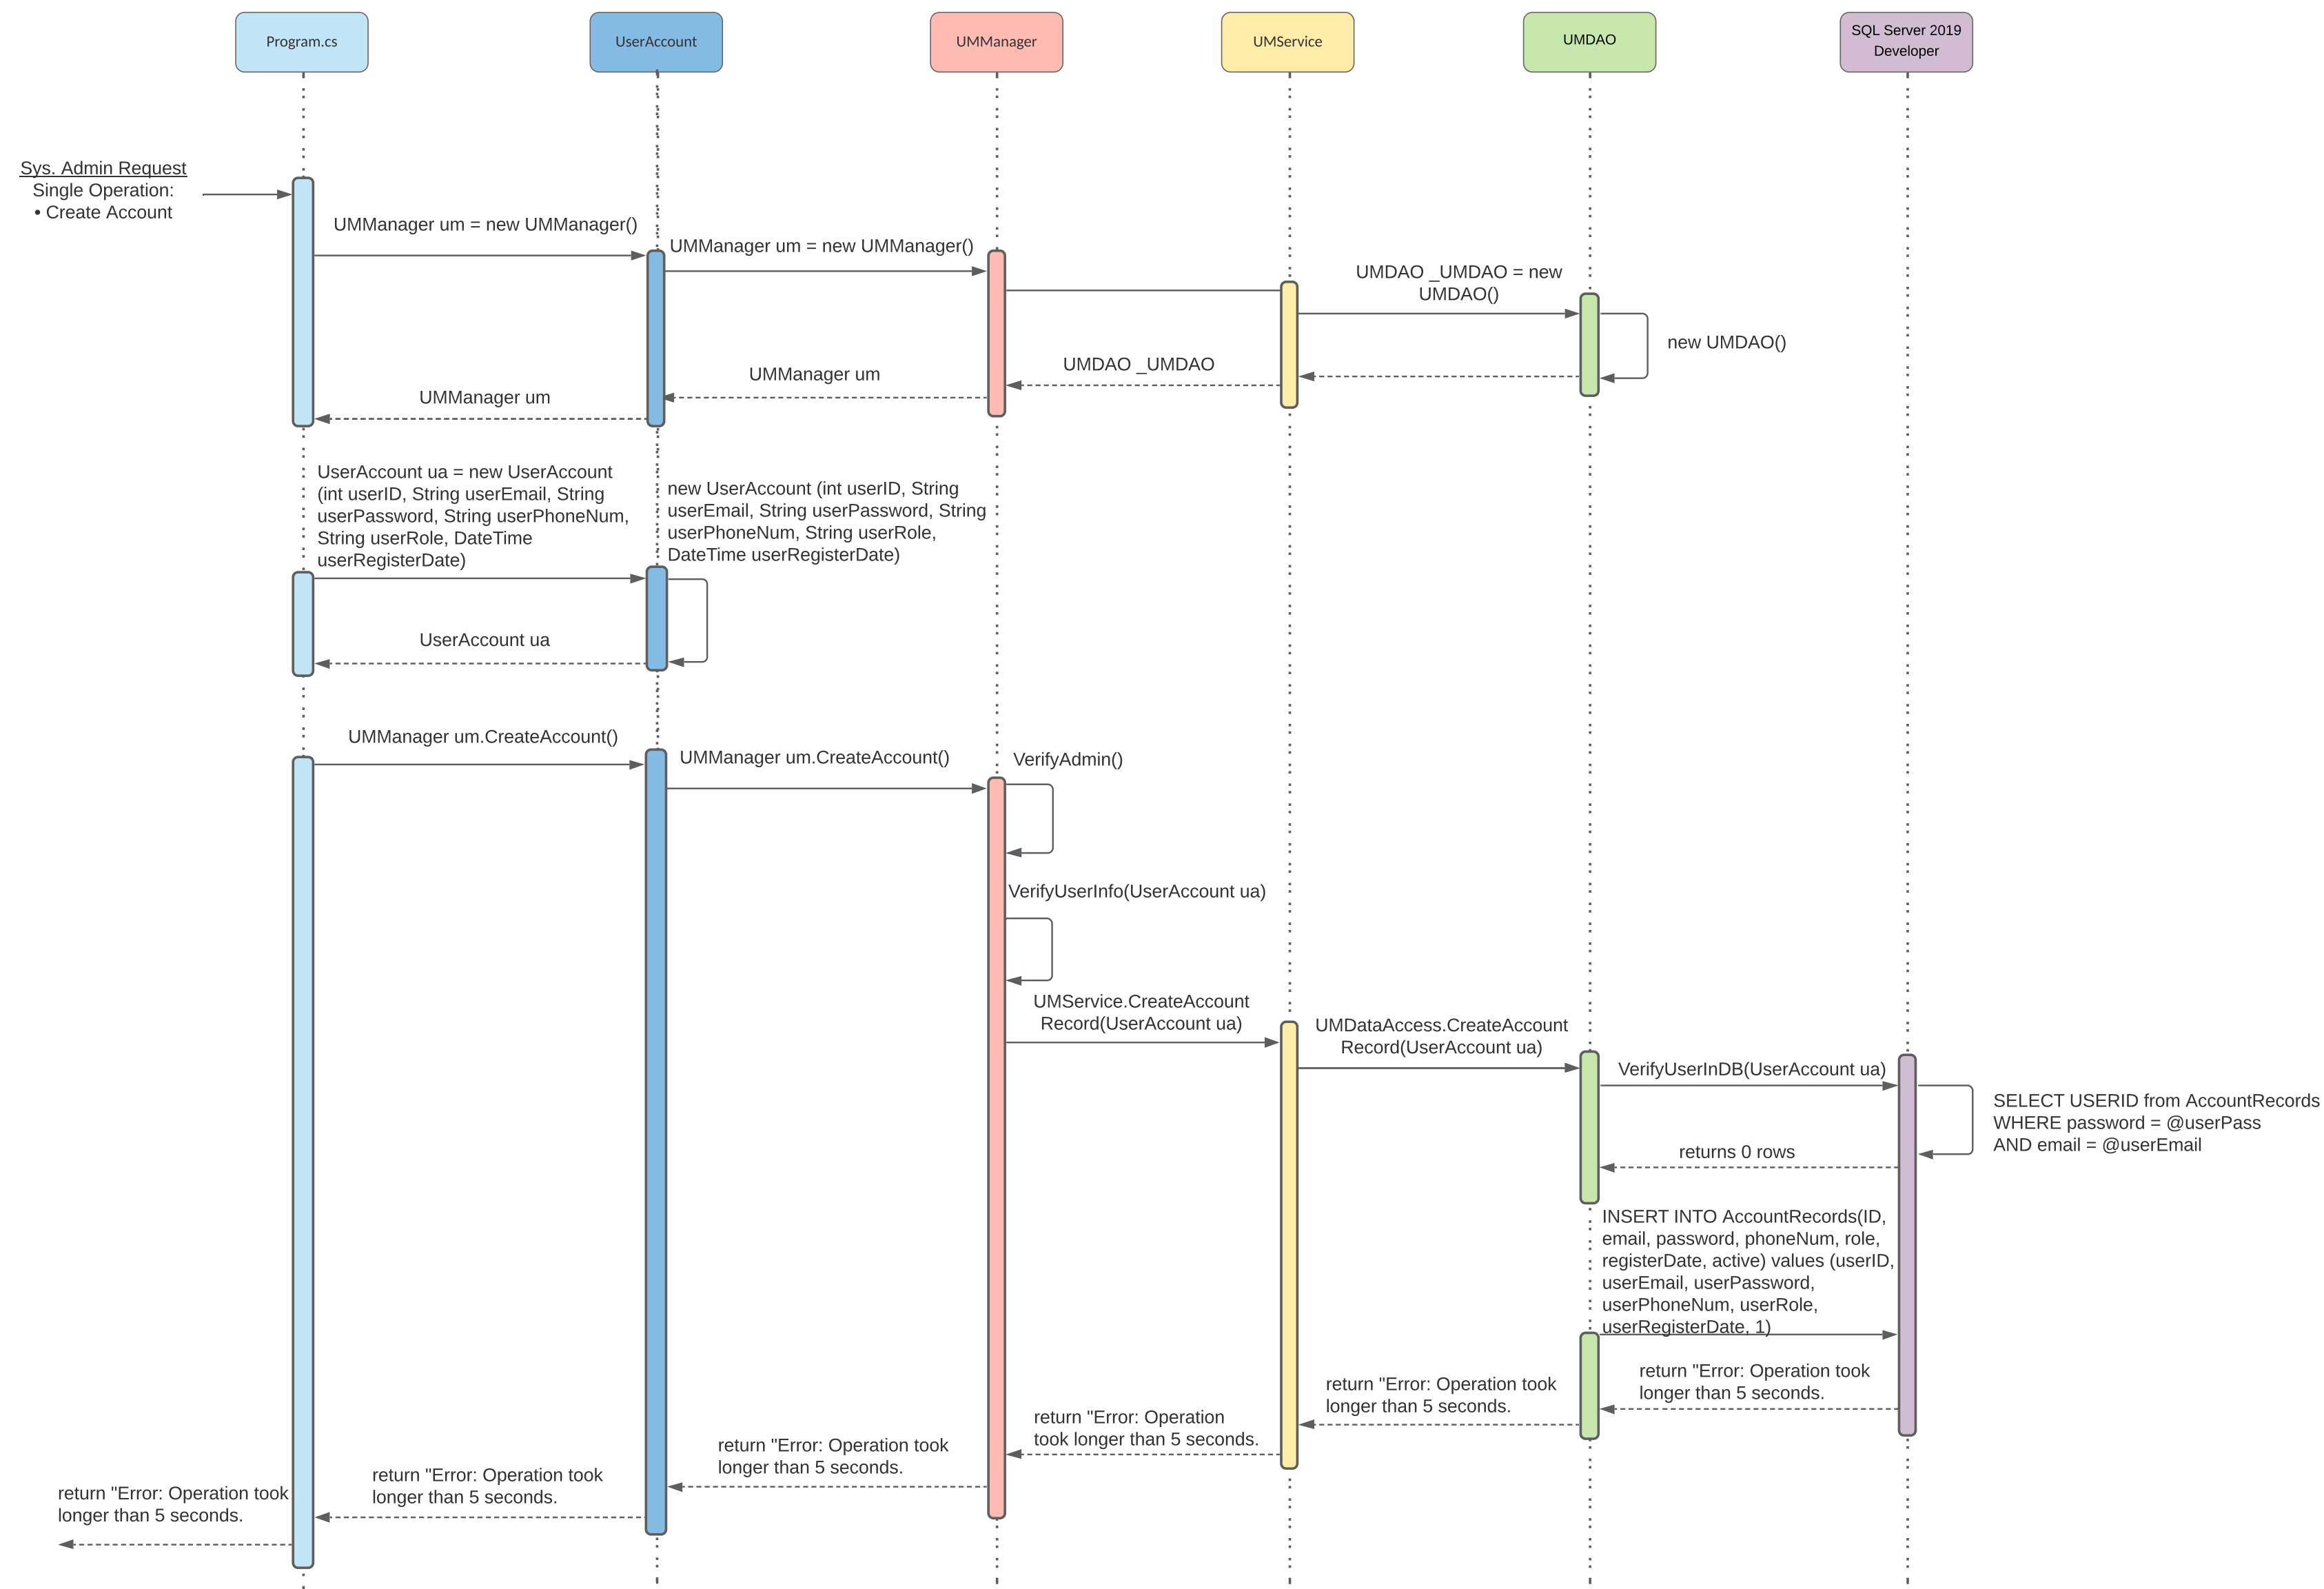 Program.cs
UserAccount
UMManager
UMService
UMDAO
SQL Server 2019
Developer
Sys. Admin Request
Single Operation:
• Create Account
UMManager um = new UMManager()
UMManager um = new UMManager()
UMDAO _UMDAO = new
UMDAO()
new UMDAO()
UMDAO _UMDAO
UMManager um
UMManager um
UserAccount ua = new UserAccount
(int userID, String userEmail, String
userPassword, String userPhoneNum,
String userRole, DateTime
userRegisterDate)
new UserAccount (int userID, String
userEmail, String userPassword, String
userPhoneNum, String userRole,
DateTime userRegisterDate)
UserAccount ua
UMManager um.CreateAccount()
UMManager um.CreateAccount()
VerifyAdmin()
VerifyUserInfo(UserAccount ua)
UMService.CreateAccount
Record(UserAccount ua)
UMDataAccess.CreateAccount
Record(UserAccount ua)
VerifyUserInDB(UserAccount ua)
SELECT USERID from AccountRecords
WHERE password = @userPass
AND email = @userEmail
returns 0 rows
INSERT INTO AccountRecords(ID,
email, password, phoneNum, role,
registerDate, active) values (userID,
userEmail, userPassword,
userPhoneNum, userRole,
userRegisterDate, 1)
return "Error: Operation took
longer than 5 seconds.
return "Error: Operation took
longer than 5 seconds.
return "Error: Operation
took longer than 5 seconds.
return "Error: Operation took
longer than 5 seconds.
return "Error: Operation took
longer than 5 seconds.
return "Error: Operation took
longer than 5 seconds.